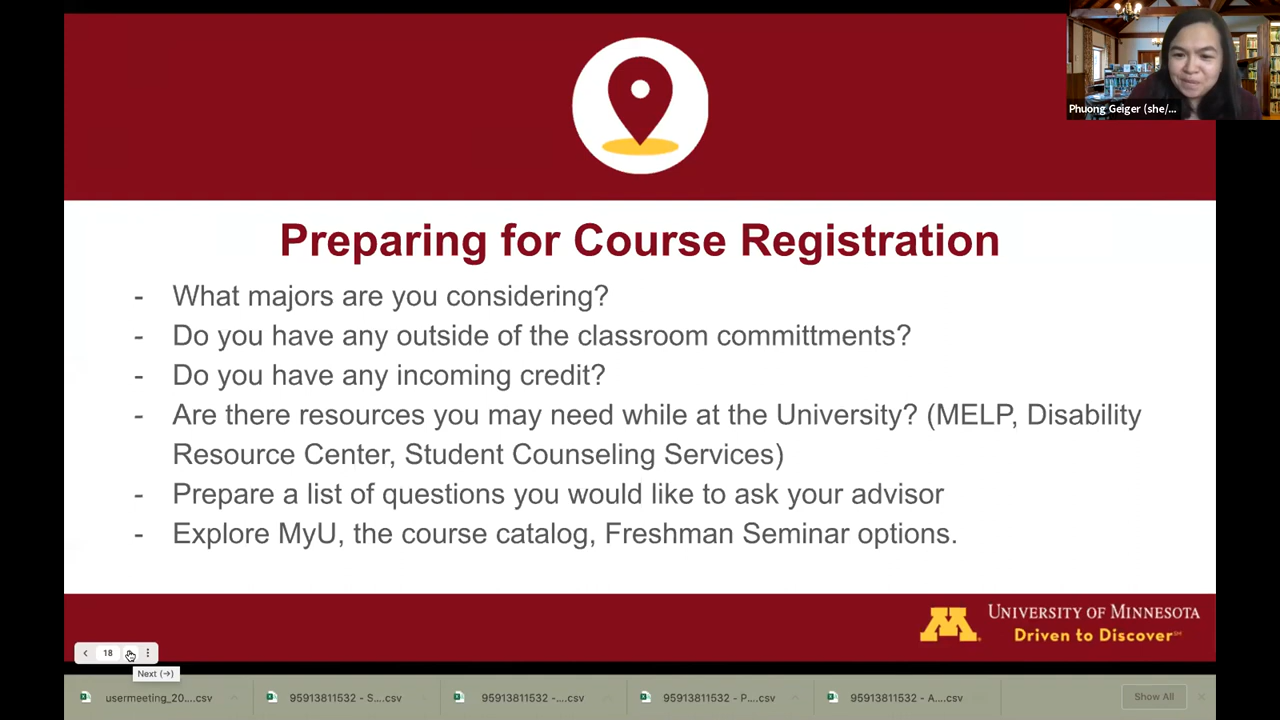 Phuong Geiger (she/...
Preparing for Course Registration
- What majors are you considering?
- Do you have any outside of the classroom committments?
- Do you have any incoming credit?
- Are there resources you may need while at the University? (MELP, Disability
Resource Center, Student Counseling Services)
- Prepare a list of questions you would like to ask your advisor
- Explore MyU, the course catalog, Freshman Seminar options.
M UNIVERSITY OF MINNESOTA
Driven to Discover℠
18
Next (→)
usermeeting_20....csv
95913811532 - S....csv
95913811532 -....csv
95913811532 - P....csv
95913811532 - A....csv
Show All